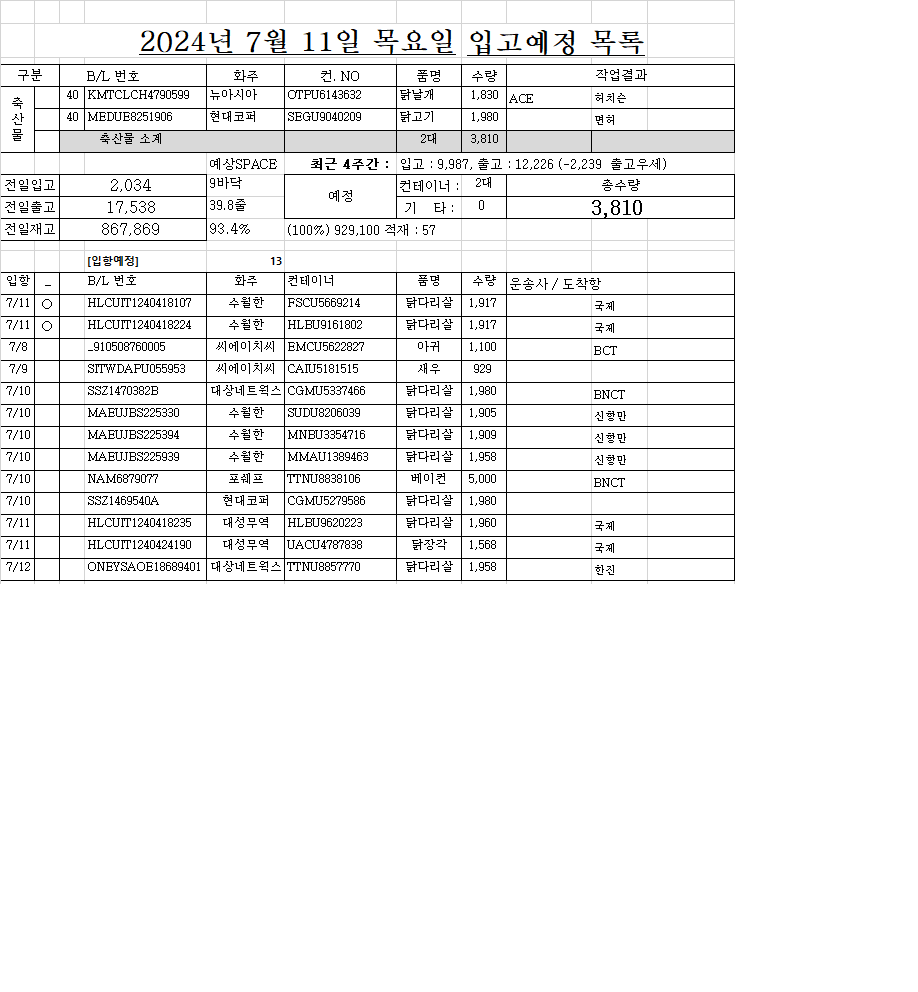 2024년 7월 11일 목요일 입고예정 목록
구분 B/L 번호 화주 컨. NO 품명 수량 작업결과
축산물
40 KMTCLCH4790599 뉴아시아 OTPU6143632 닭날개 1,830 ACE 허치슨
40 MEDUE8251906 현대코퍼 SEGU9040209 닭고기 1,980 면허
축산물 소계 2대 3,810
예상SPACE 최근 4주간 : 입고 : 9,987, 출고 : 12,226 (-2,239 출고우세)
전일입고 2,034 9바닥 예정 컨테이너 : 2대 총수량
전일출고 17,538 39.8줄 기 타 : 0 3,810
전일재고 867,869 93.4% (100%) 929,100 적재 : 57
[입항예정] 13
입항 _ B/L 번호 화주 컨테이너 품명 수량 운송사 / 도착항
7/11 ○ HLCUIT1240418107 수월한 FSCU5669214 닭다리살 1,917 국제
7/11 ○ HLCUIT1240418224 수월한 HLBU9161802 닭다리살 1,917 국제
7/8 _910508760005 씨에이치씨 EMCU5622827 아귀 1,100 BCT
7/9 SITWDAPU055953 씨에이치씨 CAIU5181515 새우 929
7/10 SSZ1470382B 대상네트웍스 CGMU5337466 닭다리살 1,980 BNCT
7/10 MAEUJBS225330 수월한 SUDU8206039 닭다리살 1,905 신항만
7/10 MAEUJBS225394 수월한 MNBU3354716 닭다리살 1,909 신항만
7/10 MAEUJBS225939 수월한 MMAU1389463 닭다리살 1,958 신항만
7/10 NAM6879077 포퀘프 TTNU8838106 베이컨 5,000 BNCT
7/10 SSZ1469540A 현대코퍼 CGMU5279586 닭다리살 1,980
7/11 HLCUIT1240418235 대성무역 HLBU9620223 닭다리살 1,960 국제
7/11 HLCUIT1240424190 대성무역 UACU4787838 닭장각 1,568 국제
7/12 ONEYSAOE18689401 대상네트웍스 TTNU8857770 닭다리살 1,958 한진